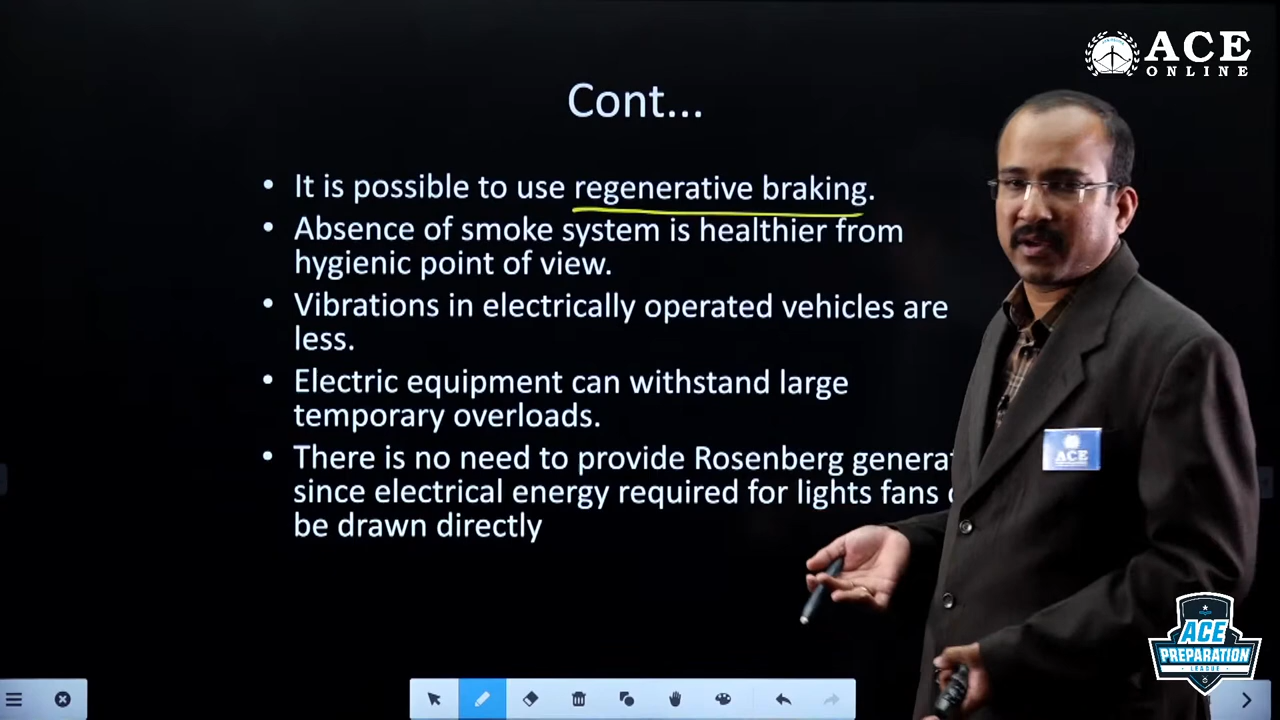 ACE
ONLINE
Cont...
• It is possible to use regenerative braking.
• Absence of smoke system is healthier from
hygienic point of view.
• Vibrations in electrically operated vehicles are
less.
• Electric equipment can withstand large
temporary overloads.
• There is no need to provide Rosenberg generat
since electrical energy required for lights fans
be drawn directly
ACE
ACE
PREPARATION
LEAGUE